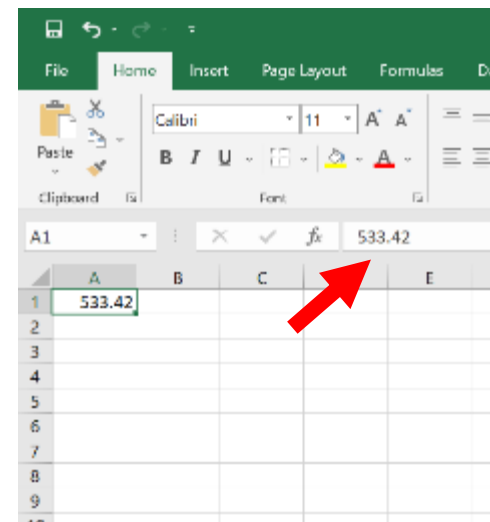 File Home Insert Page Layout Formulas D
Calibri 11 A A
Paste B I U A
Clipboard Font
A1 fx 533.42
A B C E
1 533.42
2
3
4
5
6
7
8
9